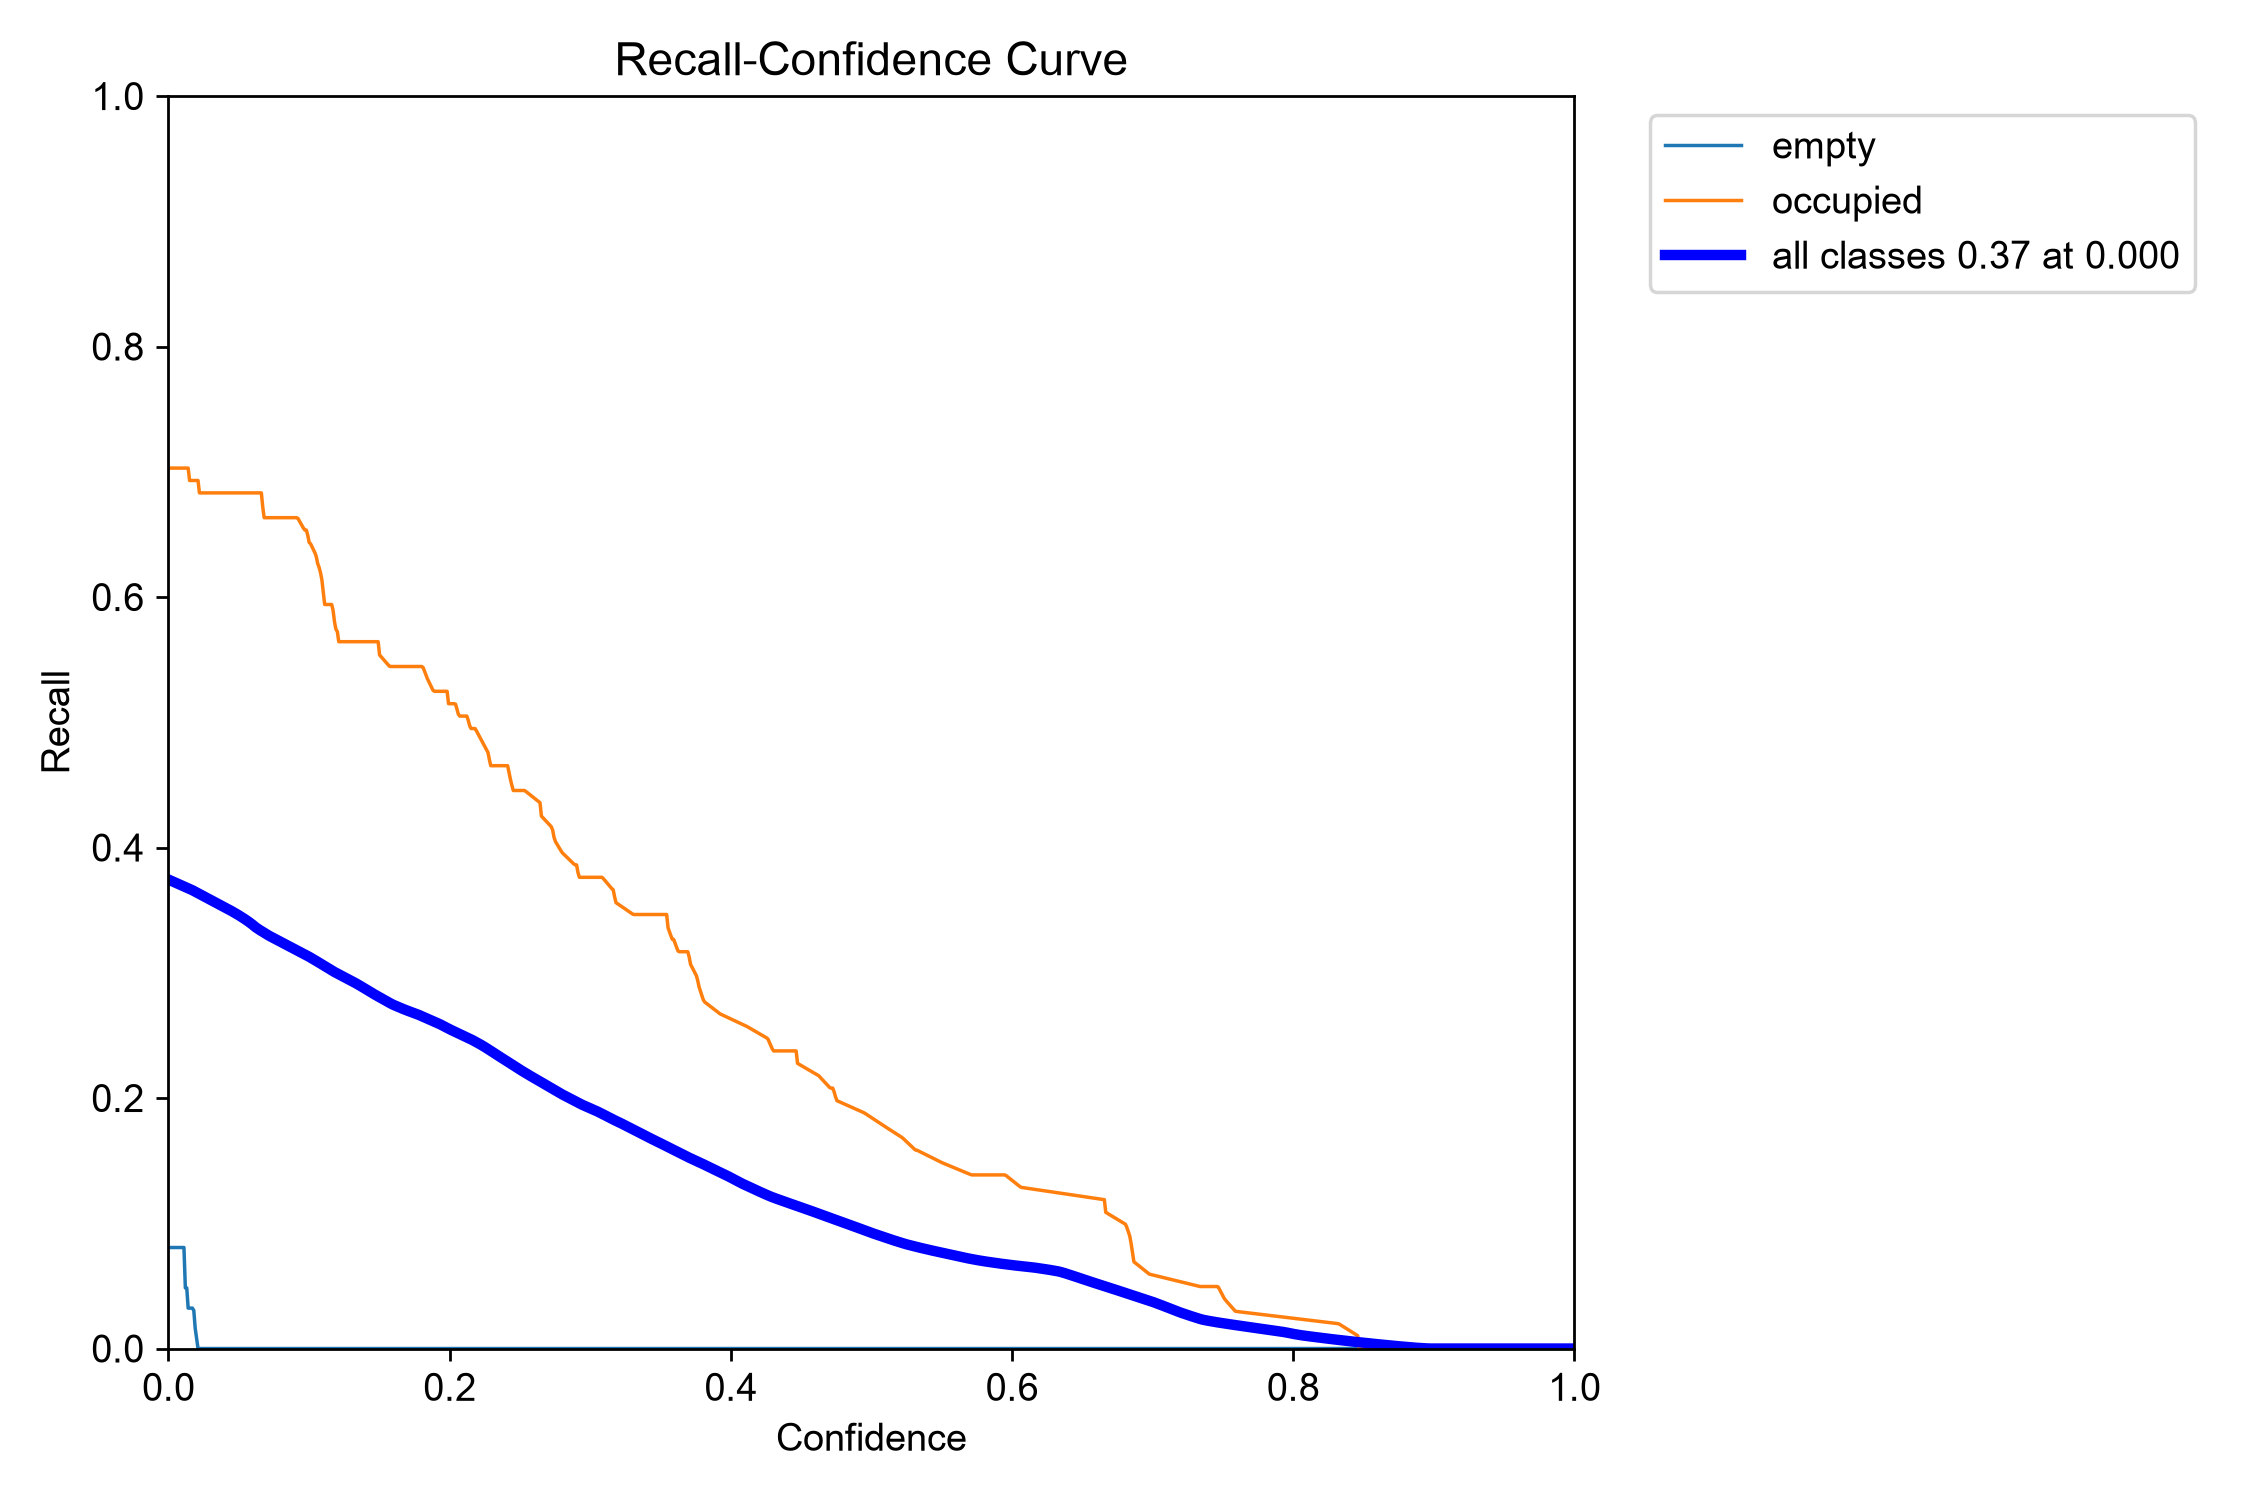 Recall-Confidence Curve
1.0
0.8
0.6
0.4
0.2
0.0
Recall
0.0 0.2 0.4 0.6 0.8 1.0
Confidence
empty
occupied
all classes 0.37 at 0.000